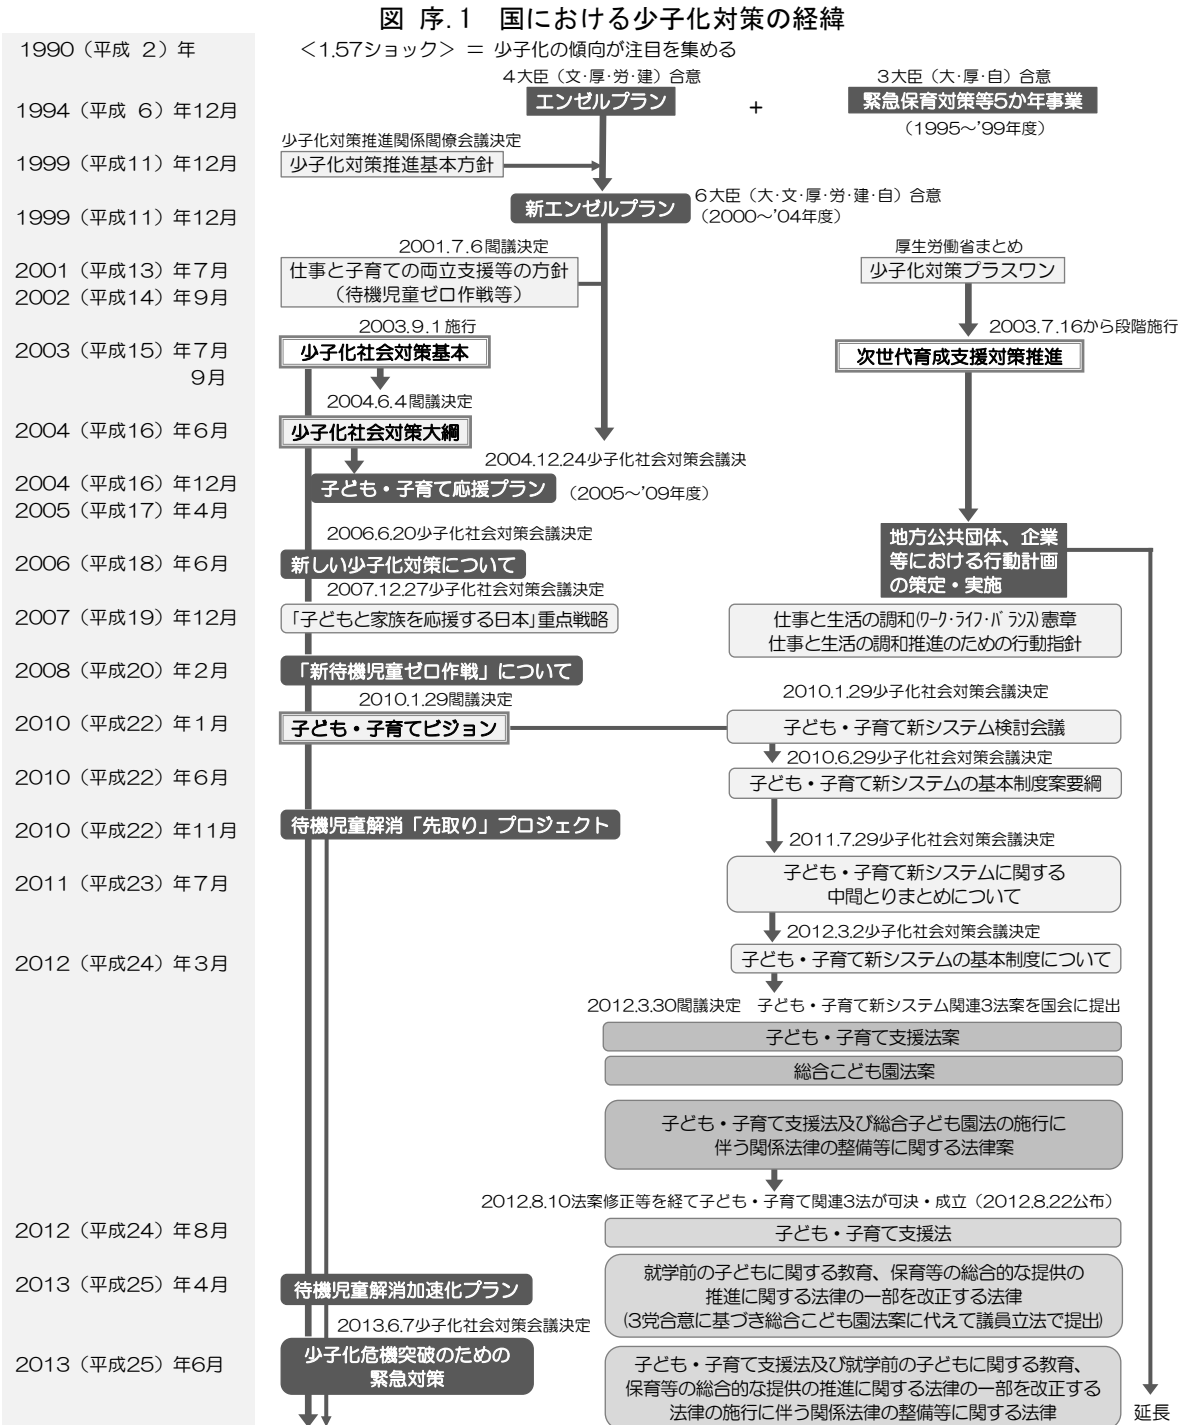 図 序.1 国における少子化対策の経緯
1990（平成 2）年
＜1.57ショック＞ ＝ 少子化の傾向が注目を集める
4大臣（文・厚・労・建）合意
3大臣（大・厚・自）合意
1994（平成 6）年12月
エンゼルプラン
+
緊急保育対策等5か年事業
（1995～'99年度）
少子化対策推進関係閣僚会議決定
1999（平成11）年12月
少子化対策推進基本方針
1999（平成11）年12月
新エンゼルプラン
6大臣（大・文・厚・労・建・自）合意
（2000～'04年度）
2001.7.6閣議決定
厚生労働省まとめ
2001（平成13）年7月
2002（平成14）年9月
仕事と子育ての両立支援等の方針
（待機児童ゼロ作戦等）
少子化対策プラスワン
2003.9.1施行
2003.7.16から段階施行
2003（平成15）年7月
9月
少子化社会対策基本
次世代育成支援対策推進
2004.6.4閣議決定
2004（平成16）年6月
少子化社会対策大綱
2004.12.24少子化社会対策会議決
2004（平成16）年12月
子ども・子育て応援プラン
（2005～'09年度）
2005（平成17）年4月
2006.6.20少子化社会対策会議決定
地方公共団体、企業
等における行動計画
の策定・実施
2006（平成18）年6月
新しい少子化対策について
2007.12.27少子化社会対策会議決定
2007（平成19）年12月
「子どもと家族を応援する日本」重点戦略
仕事と生活の調和(ワーク・ライフ・バランス)憲章
仕事と生活の調和推進のための行動指針
2008（平成20）年2月
「新待機児童ゼロ作戦」について
2010.1.29閣議決定
2010.1.29少子化社会対策会議決定
2010（平成22）年1月
子ども・子育てビジョン
子ども・子育て新システム検討会議
2010.6.29少子化社会対策会議決定
2010（平成22）年6月
子ども・子育て新システムの基本制度案要綱
2010（平成22）年11月
待機児童解消「先取り」プロジェクト
2011.7.29少子化社会対策会議決定
2011（平成23）年7月
子ども・子育て新システムに関する
中間とりまとめについて
2012.3.2少子化社会対策会議決定
2012（平成24）年3月
子ども・子育て新システムの基本制度について
2012.3.30閣議決定 子ども・子育て新システム関連3法案を国会に提出
子ども・子育て支援法案
総合こども園法案
子ども・子育て支援法及び総合子ども園法の施行に
伴う関係法律の整備等に関する法律案
2012.8.10法案修正等を経て子ども・子育て関連3法が可決・成立（2012.8.22公布）
2012（平成24）年8月
子ども・子育て支援法
2013（平成25）年4月
待機児童解消加速化プラン
就学前の子どもに関する教育、保育等の総合的な提供の
推進に関する法律の一部を改正する法律
(3党合意に基づき総合こども園法案に代えて議員立法で提出)
2013.6.7少子化社会対策会議決定
2013（平成25）年6月
少子化危機突破のための
緊急対策
子ども・子育て支援法及び就学前の子どもに関する教育、
保育等の総合的な提供の推進に関する法律の一部を改正する
法律の施行に伴う関係法律の整備等に関する法律
延長